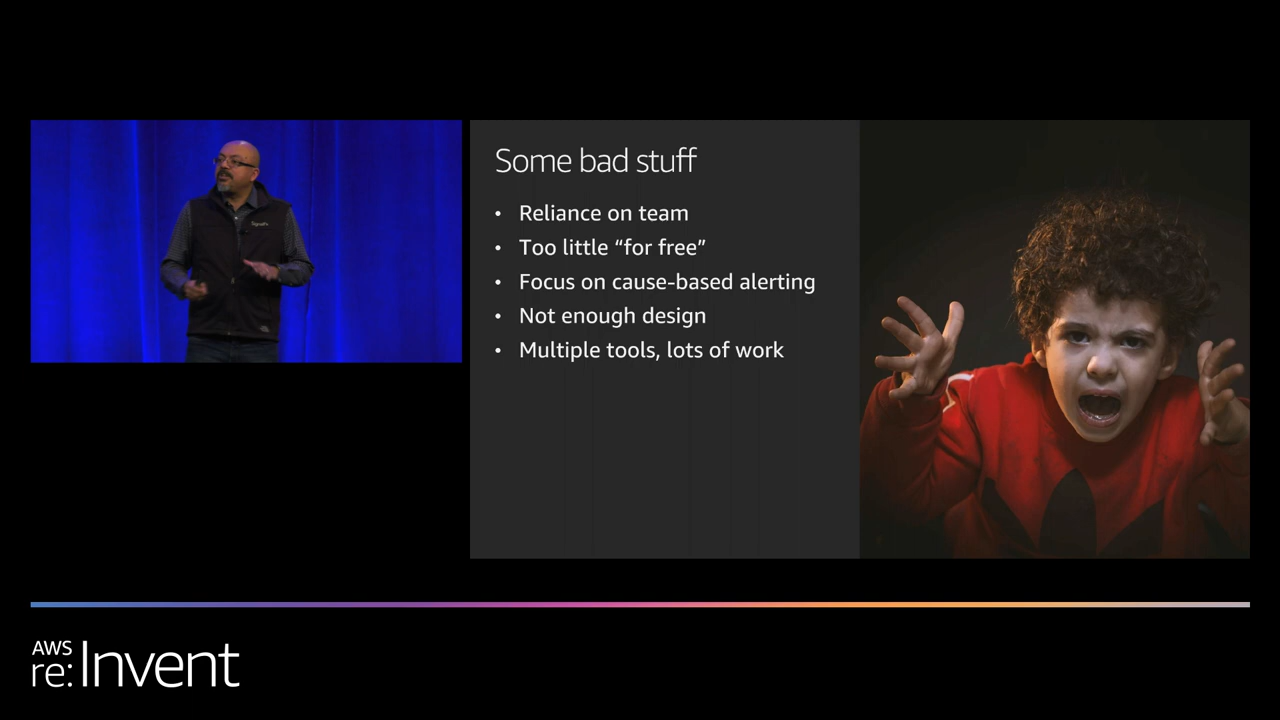 Some bad stuff
• Reliance on team
• Too little “for free”
• Focus on cause-based alerting
• Not enough design
• Multiple tools, lots of work
AWS
re:Invent